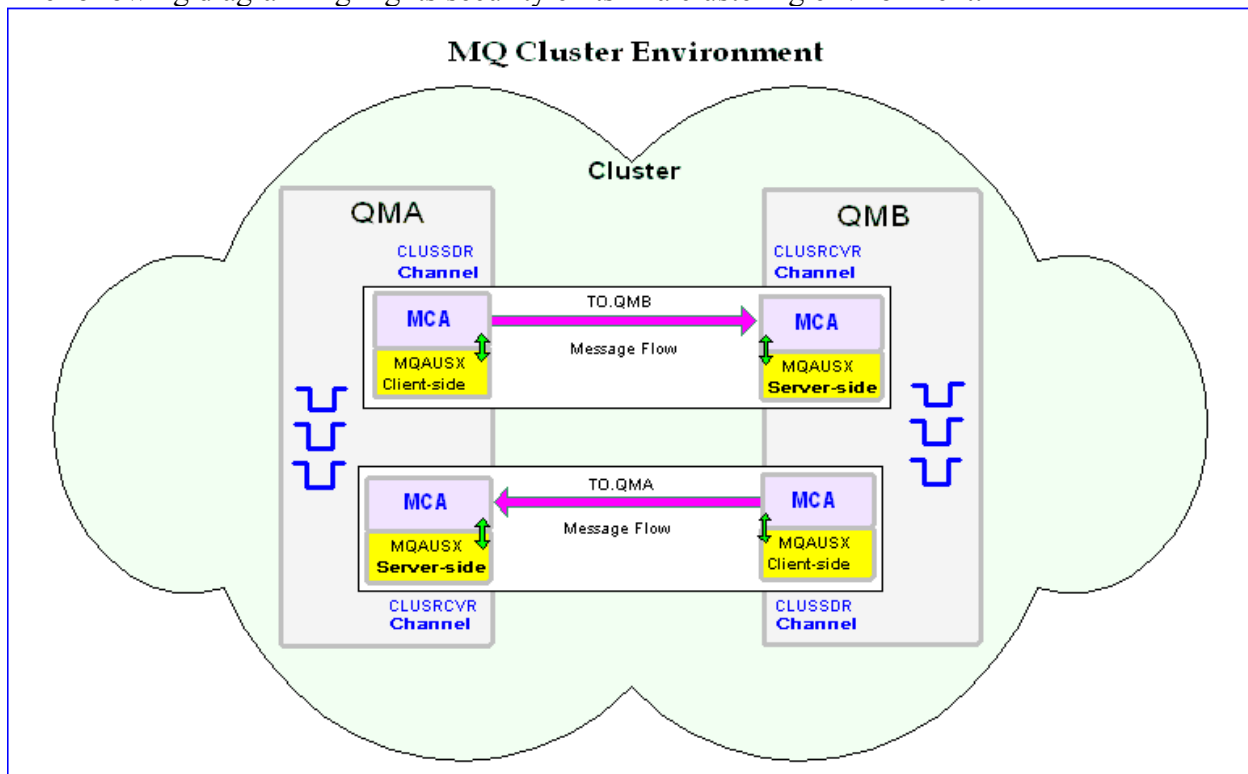 MQ Cluster Environment
Cluster
QMA
QMB
CLUSSDR
Channel
CLUSRCVR
Channel
TO.QMB
MCA
MCA
Message Flow
MQAUSX
Client-side
MQAUSX
Server-side
TO.QMA
MCA
MCA
Message Flow
MQAUSX
Server-side
MQAUSX
Client-side
CLUSRCVR
Channel
CLUSSDR
Channel